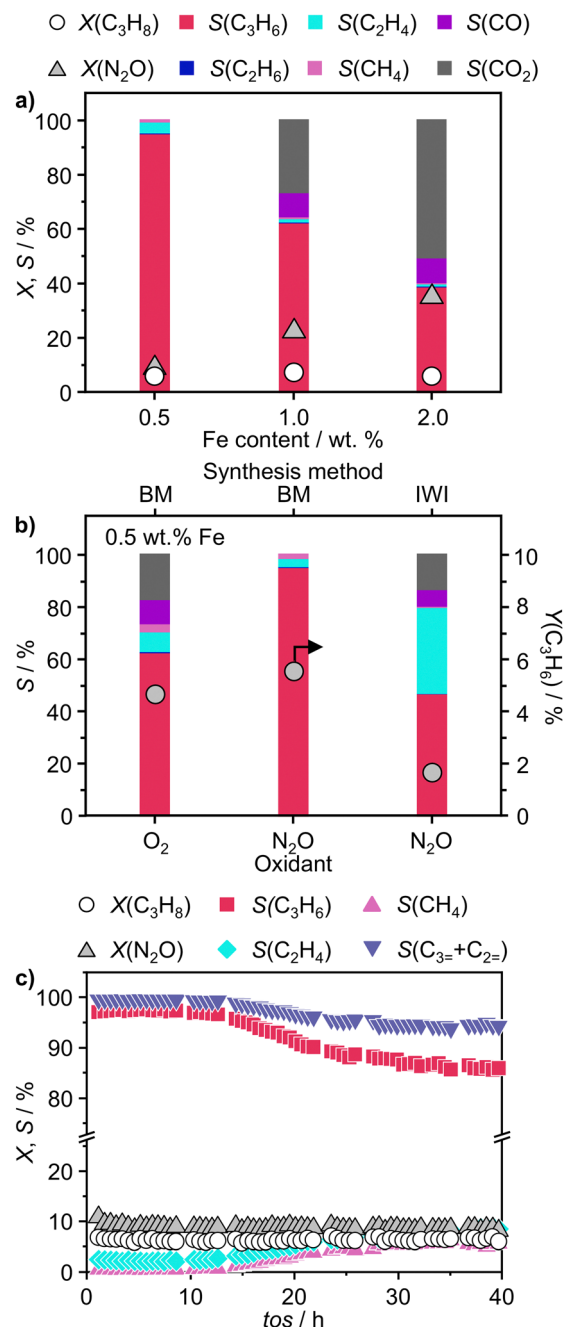 X(C₃H₈) S(C₃H₆) S(C₂H₄) S(CO)
X(N₂O) S(C₂H₆) S(CH₄) S(CO₂)
a)
100
80
60
40
20
0
X, S / %
0.5 1.0 2.0
Fe content / wt. %
Synthesis method
BM BM IWI
b)
0.5 wt.% Fe
100 10
80 8
60 6
40 4
20 2
0 0
S / %
Y(C₃H₆) / %
O₂ N₂O N₂O
Oxidant
X(C₃H₈) S(C₃H₆) S(CH₄)
X(N₂O) S(C₂H₄) S(C₃₌+C₂₌)
c)
100
90
80
20
10
0
X, S / %
0 10 20 30 40
tos / h